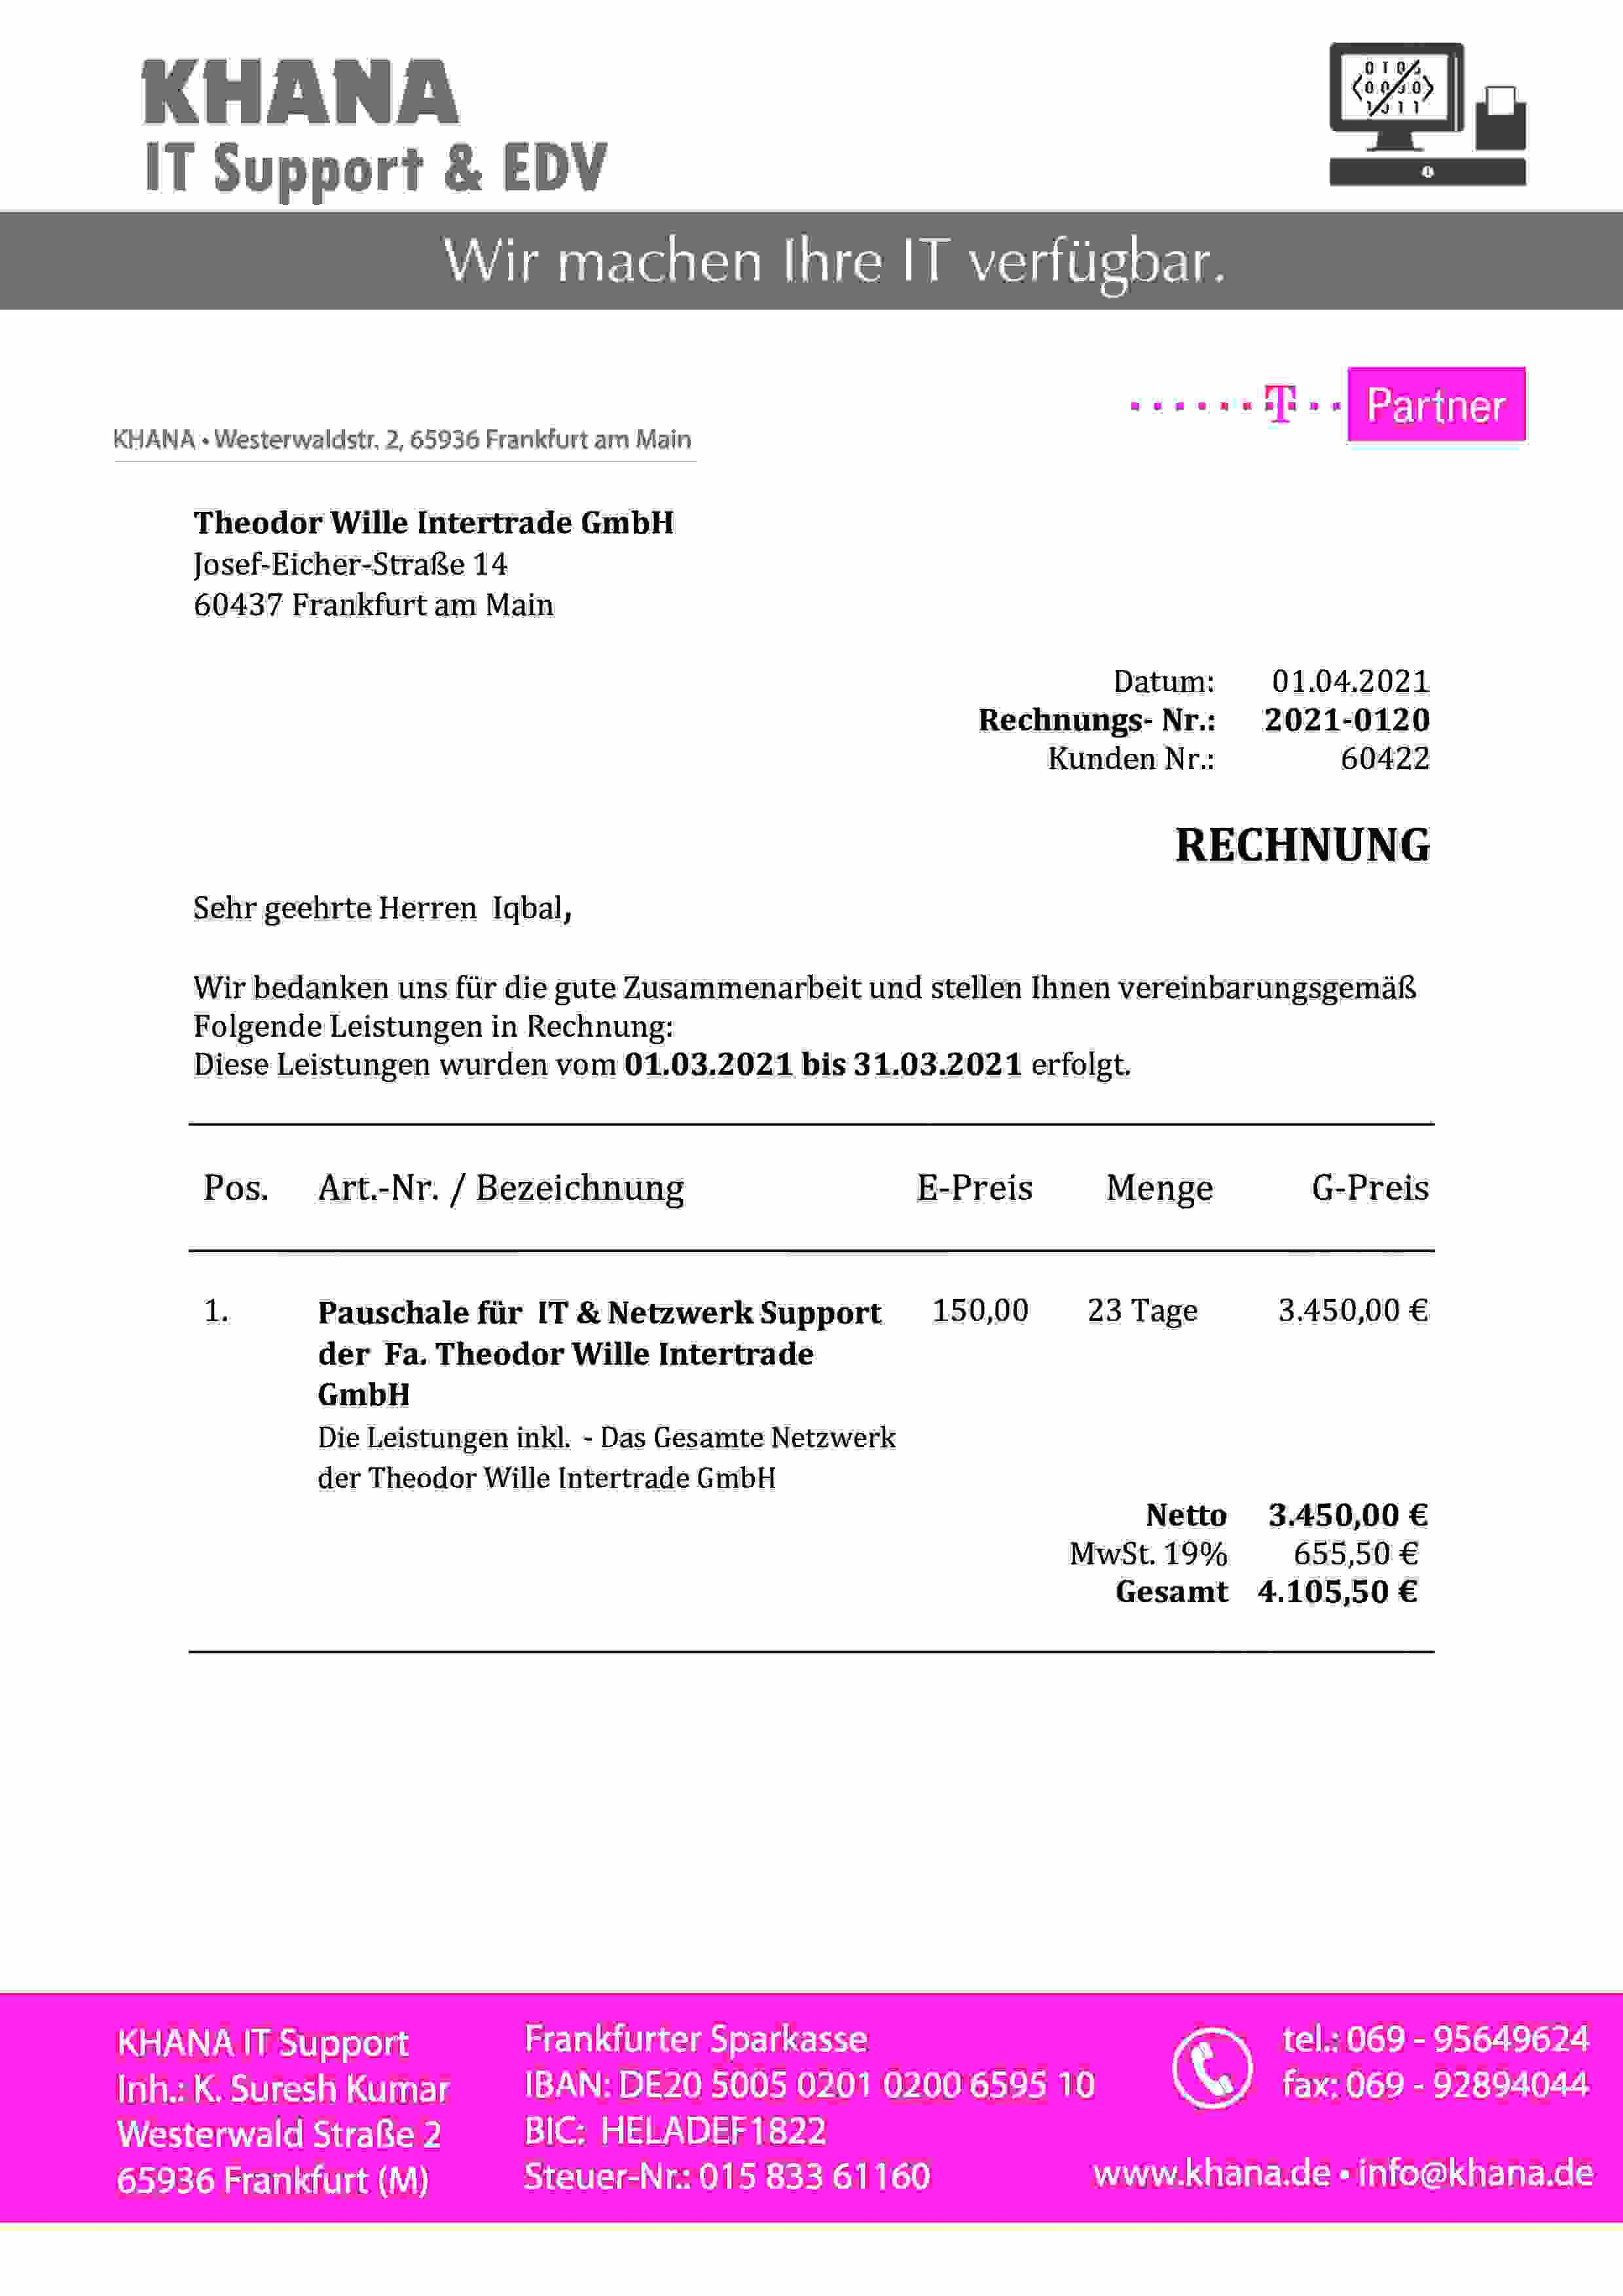 KHANA
IT Support & EDV
Wir machen Ihre IT verfügbar.
T Partner
KHANA • Westerwaldstr. 2, 65936 Frankfurt am Main
Theodor Wille Intertrade GmbH
Josef-Eicher-Straße 14
60437 Frankfurt am Main
Datum: 01.04.2021
Rechnungs- Nr.: 2021-0120
Kunden Nr.: 60422
RECHNUNG
Sehr geehrte Herren Iqbal,
Wir bedanken uns für die gute Zusammenarbeit und stellen Ihnen vereinbarungsgemäß
Folgende Leistungen in Rechnung:
Diese Leistungen wurden vom 01.03.2021 bis 31.03.2021 erfolgt.
Pos. Art.-Nr. / Bezeichnung E-Preis Menge G-Preis
1. Pauschale für IT & Netzwerk Support 150,00 23 Tage 3.450,00 €
der Fa. Theodor Wille Intertrade
GmbH
Die Leistungen inkl. - Das Gesamte Netzwerk
der Theodor Wille Intertrade GmbH
Netto 3.450,00 €
MwSt. 19% 655,50 €
Gesamt 4.105,50 €
KHANA IT Support
Inh.: K. Suresh Kumar
Westerwald Straße 2
65936 Frankfurt (M)
Frankfurter Sparkasse
IBAN: DE20 5005 0201 0200 6595 10
BIC: HELADEF1822
Steuer-Nr.: 015 833 61160
tel.: 069 - 95649624
fax: 069 - 92894044
www.khana.de • info@khana.de